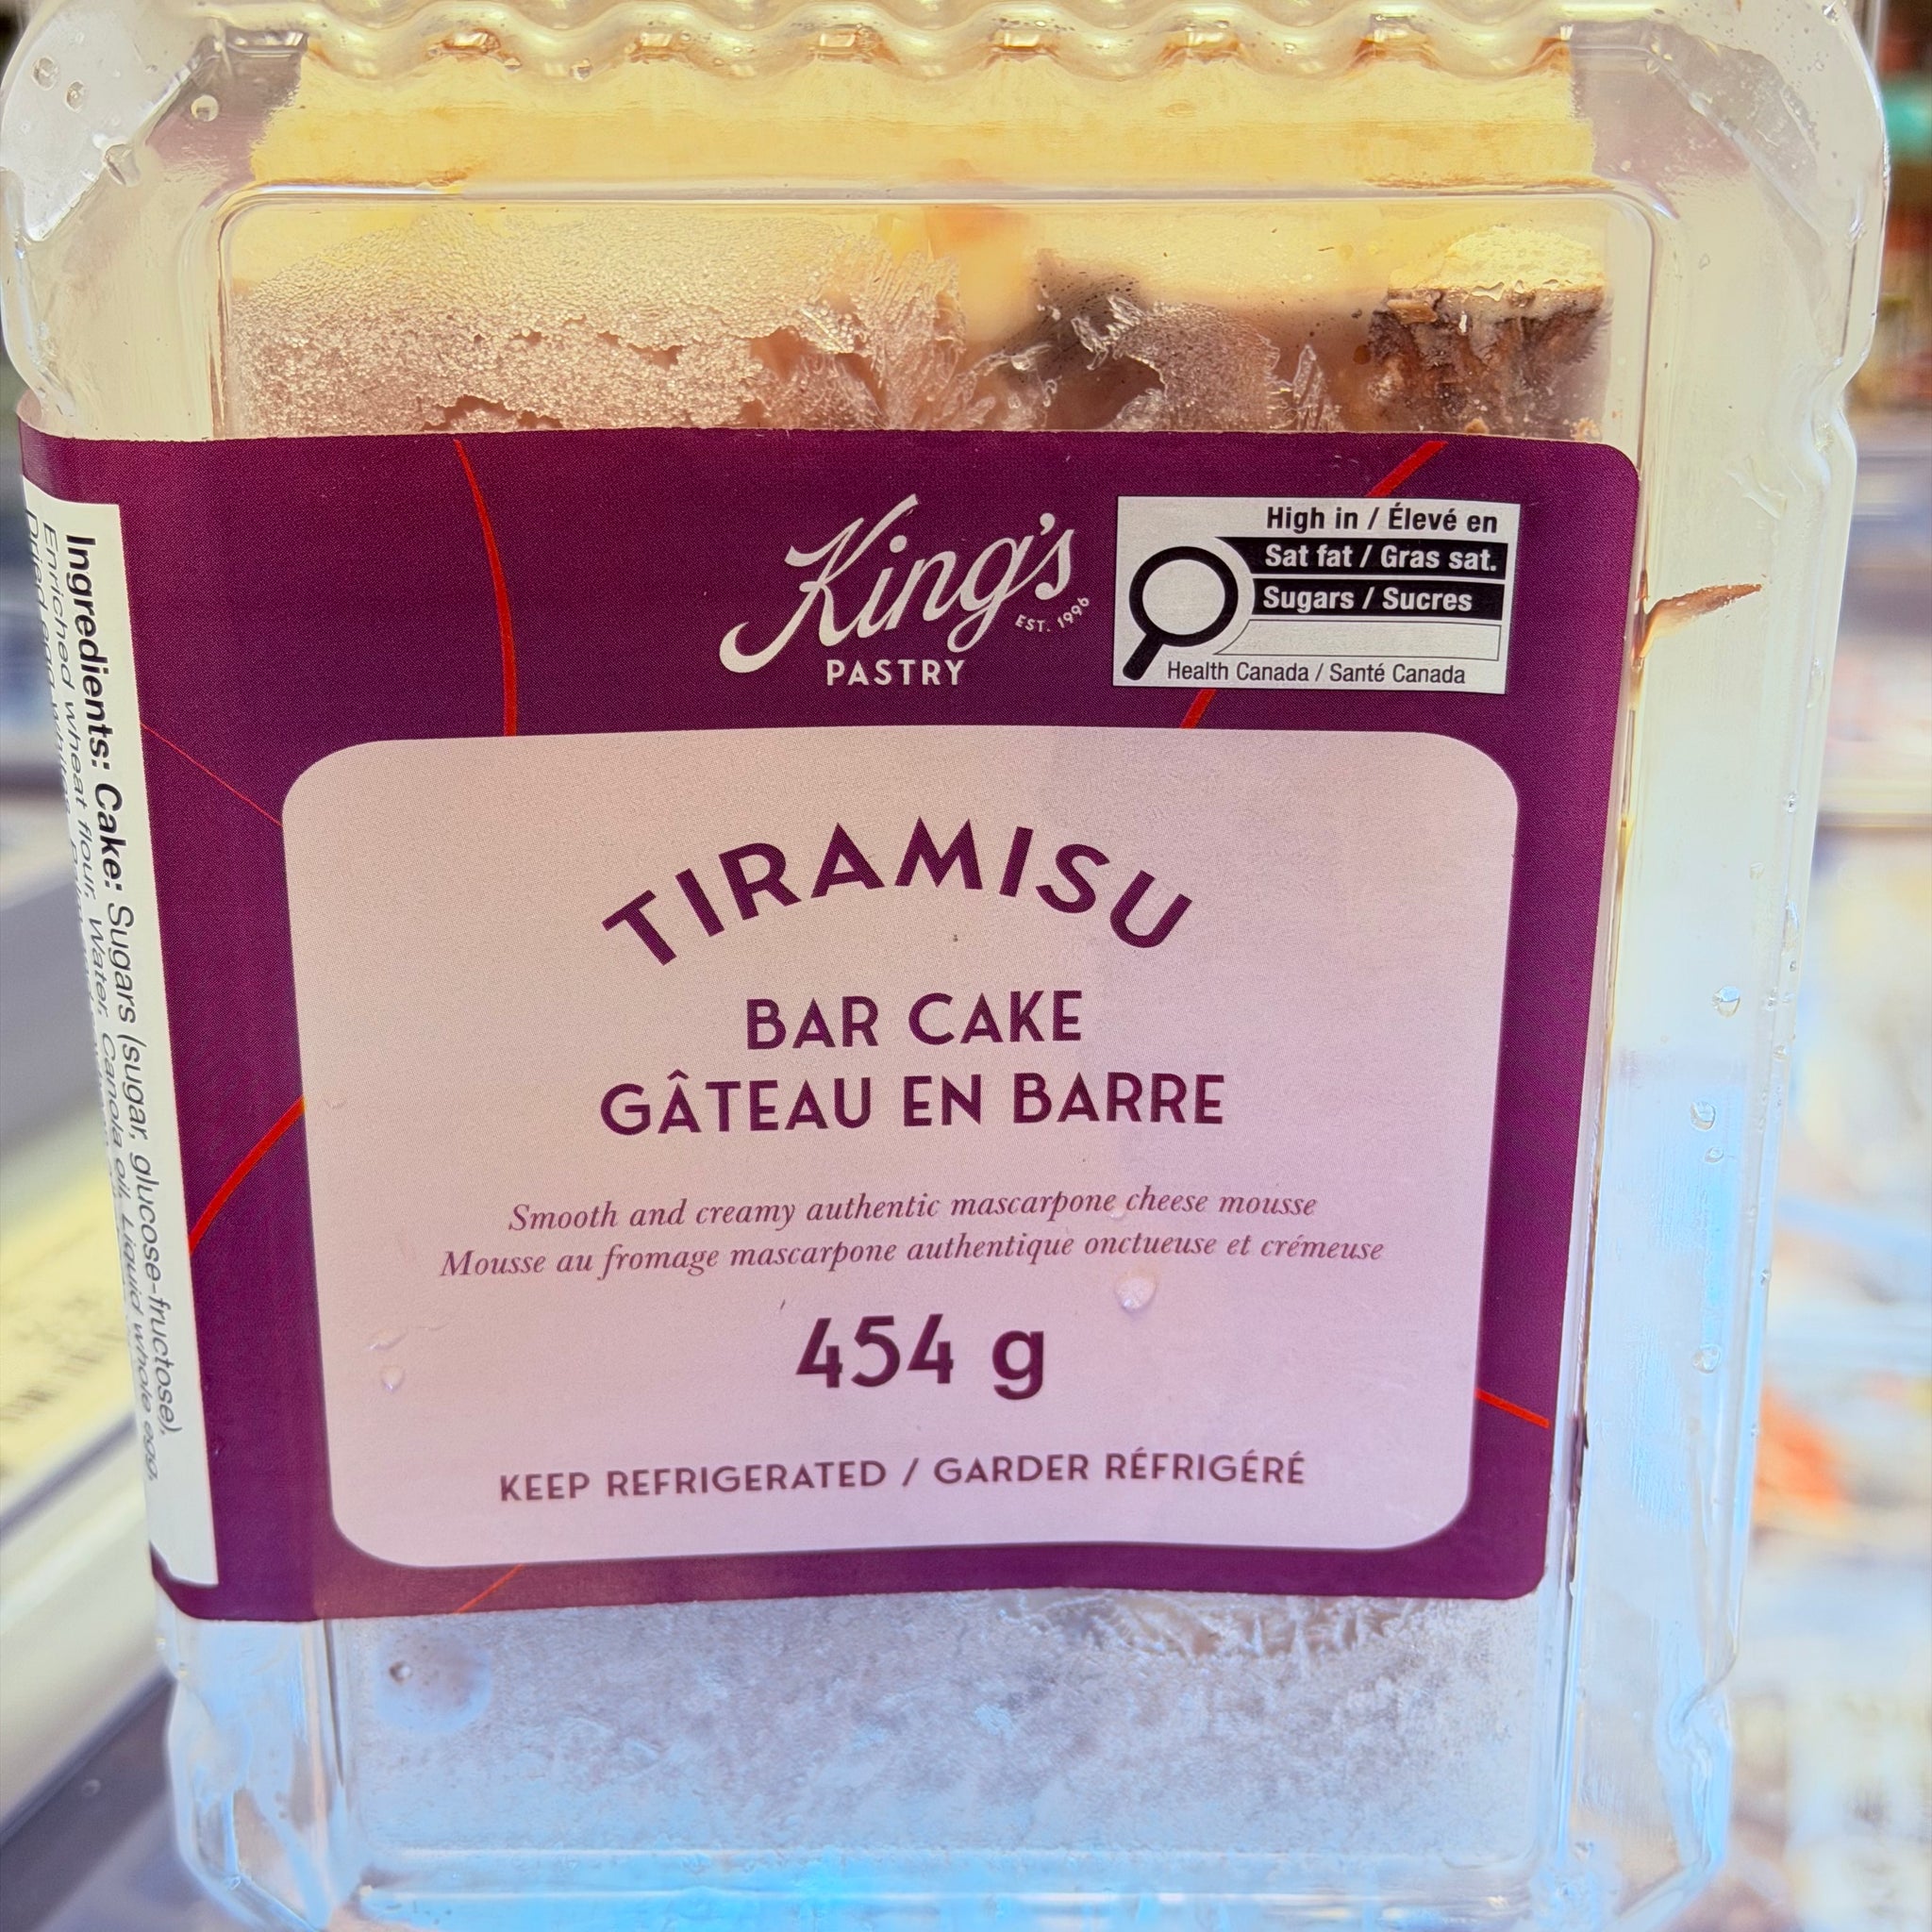 King's
EST. 1996
PASTRY
High in / Élevé en
Sat fat / Gras sat.
Sugars / Sucres
Health Canada / Santé Canada
TIRAMISU
BAR CAKE
GÂTEAU EN BARRE
Smooth and creamy authentic mascarpone cheese mousse
Mousse au fromage mascarpone authentique onctueuse et crémeuse
454 g
KEEP REFRIGERATED / GARDER RÉFRIGÉRÉ
Ingredients: Cake: Sugars (sugar, glucose-fructose),
Enriched wheat flour, Water, Canola oil, Liquid whole egg,
Dried egg whites